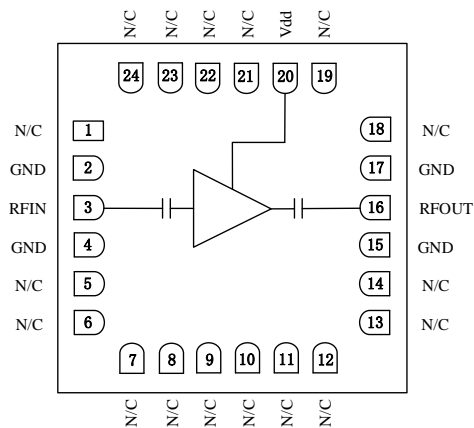 N/C N/C N/C N/C Vdd N/C
24 23 22 21 20 19
N/C 1 18 N/C
GND 2 17 GND
RFIN 3 16 RFOUT
GND 4 15 GND
N/C 5 14 N/C
N/C 6 13 N/C
7 8 9 10 11 12
N/C N/C N/C N/C N/C N/C